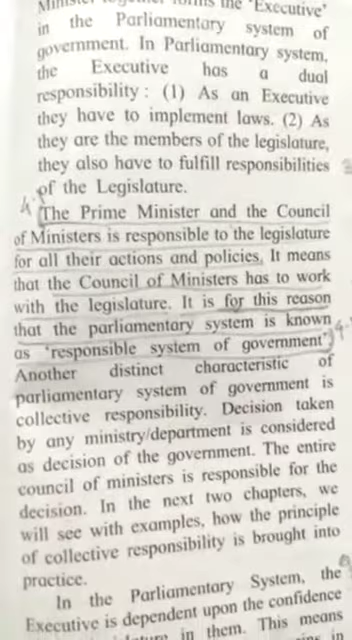 the 'Executive'
in the Parliamentary system of
government. In Parliamentary system,
the Executive has a dual
responsibility : (1) As an Executive
they have to implement laws. (2) As
they are the members of the legislature,
they also have to fulfill responsibilities
of the Legislature.
The Prime Minister and the Council
of Ministers is responsible to the legislature
for all their actions and policies. It means
that the Council of Ministers has to work
with the legislature. It is for this reason
that the parliamentary system is known
as 'responsible system of government'.
Another distinct characteristic of
parliamentary system of government is
collective responsibility. Decision taken
by any ministry/department is considered
as decision of the government. The entire
council of ministers is responsible for the
decision. In the next two chapters, we
will see with examples, how the principle
of collective responsibility is brought into
practice.
In the Parliamentary System, the
Executive is dependent upon the confidence
in them. This means